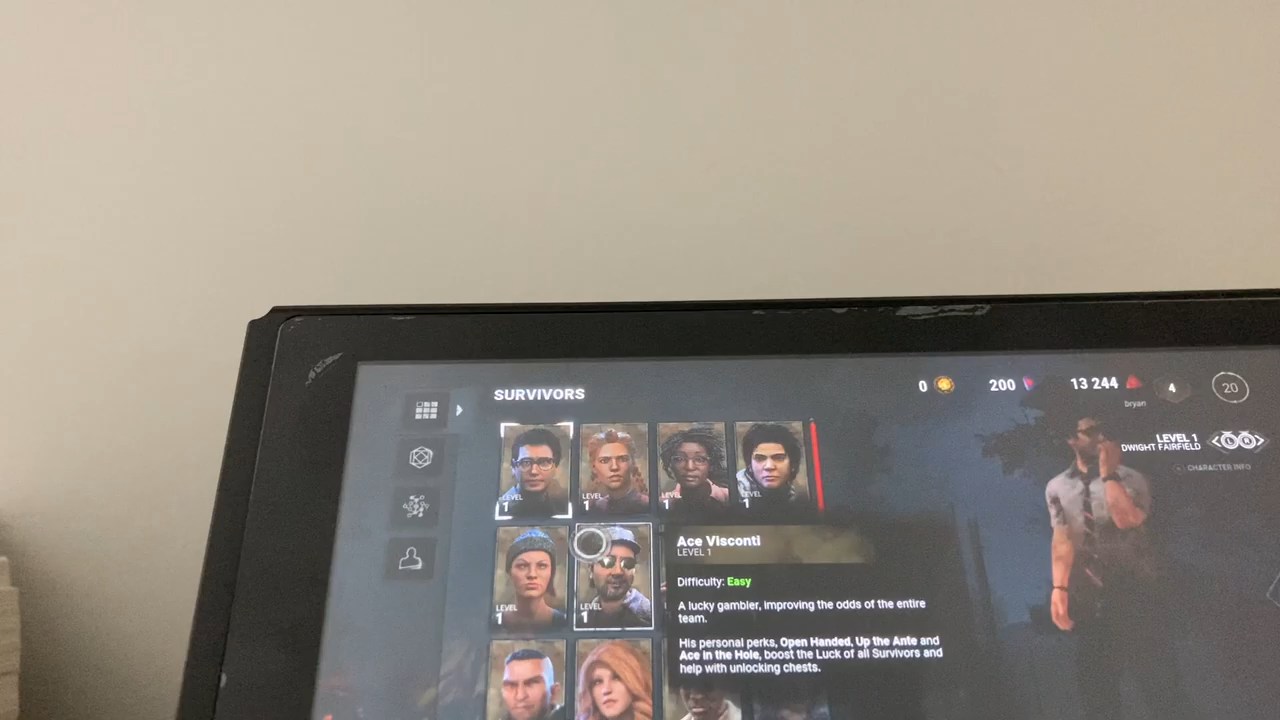 SURVIVORS
0
200
13 244
4
20
bryan
LEVEL 1
DWIGHT FAIRFIELD
L R
CHARACTER INFO
LEVEL
1
LEVEL
1
LEVEL
1
LEVEL
1
LEVEL
1
LEVEL
1
Ace Visconti
LEVEL 1
Difficulty: Easy
A lucky gambler, improving the odds of the entire
team.
His personal perks, Open Handed, Up the Ante and
Ace in the Hole, boost the Luck of all Survivors and
help with unlocking chests.